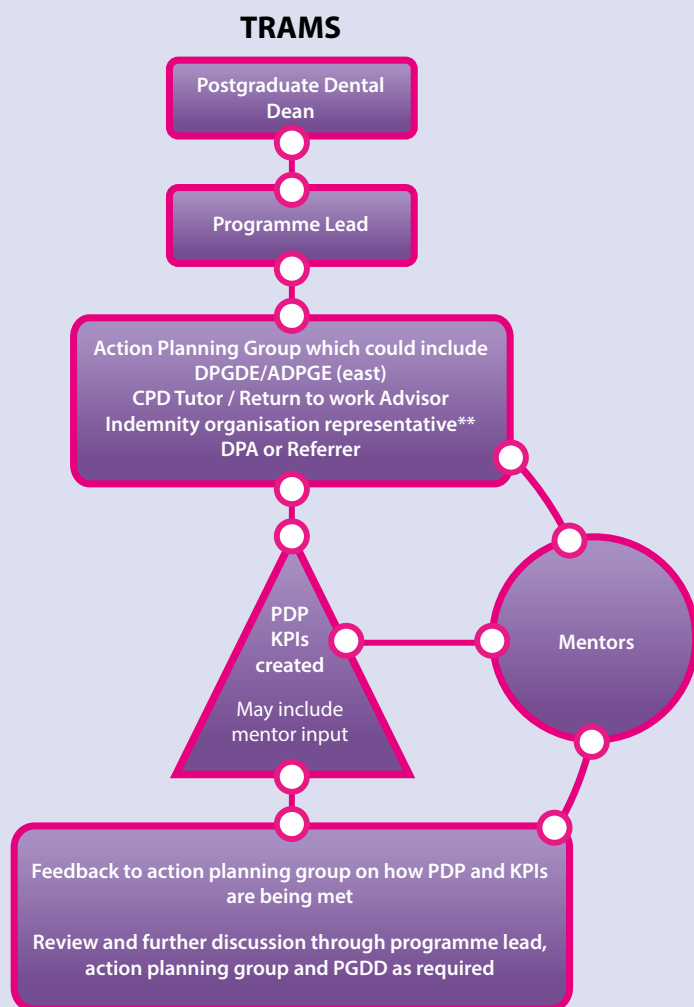 TRAMS
Postgraduate Dental
Dean
Programme Lead
Action Planning Group which could include
DPGDE/ADPGE (east)
CPD Tutor / Return to work Advisor
Indemnity organisation representative**
DPA or Referrer
PDP
KPIs
created
May include
mentor input
Mentors
Feedback to action planning group on how PDP and KPIs
are being met
Review and further discussion through programme lead,
action planning group and PGDD as required